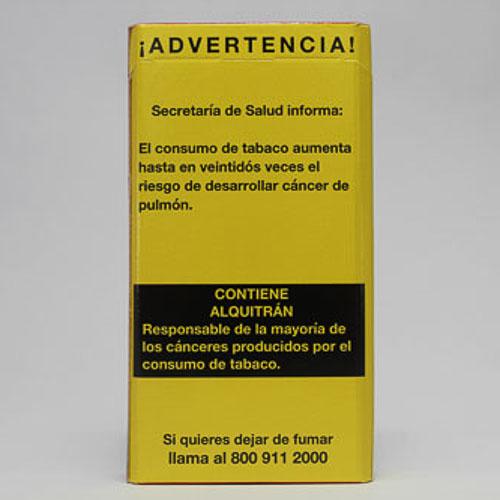 ¡ADVERTENCIA!
Secretaría de Salud informa:
El consumo de tabaco aumenta
hasta en veintidós veces el
riesgo de desarrollar cáncer de
pulmón.
CONTIENE
ALQUITRÁN
Responsable de la mayoría de
los cánceres producidos por el
consumo de tabaco.
Si quieres dejar de fumar
llama al 800 911 2000